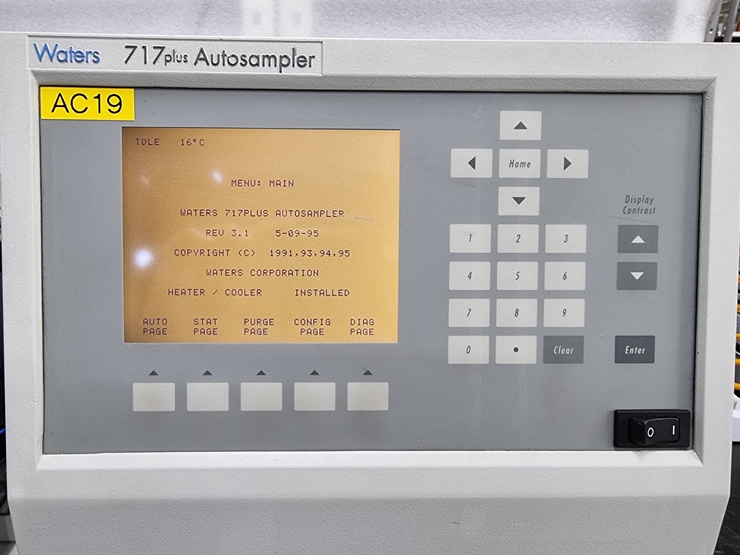 Waters 717plus Autosampler
AC19
IDLE 16°C
MENU: MAIN
WATERS 717PLUS AUTOSAMPLER
REV 3.1 5-09-95
COPYRIGHT (C) 1991,93,94,95
WATERS CORPORATION
HEATER / COOLER INSTALLED
AUTO PAGE
STAT PAGE
PURGE PAGE
CONFIG PAGE
DIAG PAGE
Home
Display
Contrast
1 2 3
4 5 6
7 8 9
0 • Clear
Enter
O I